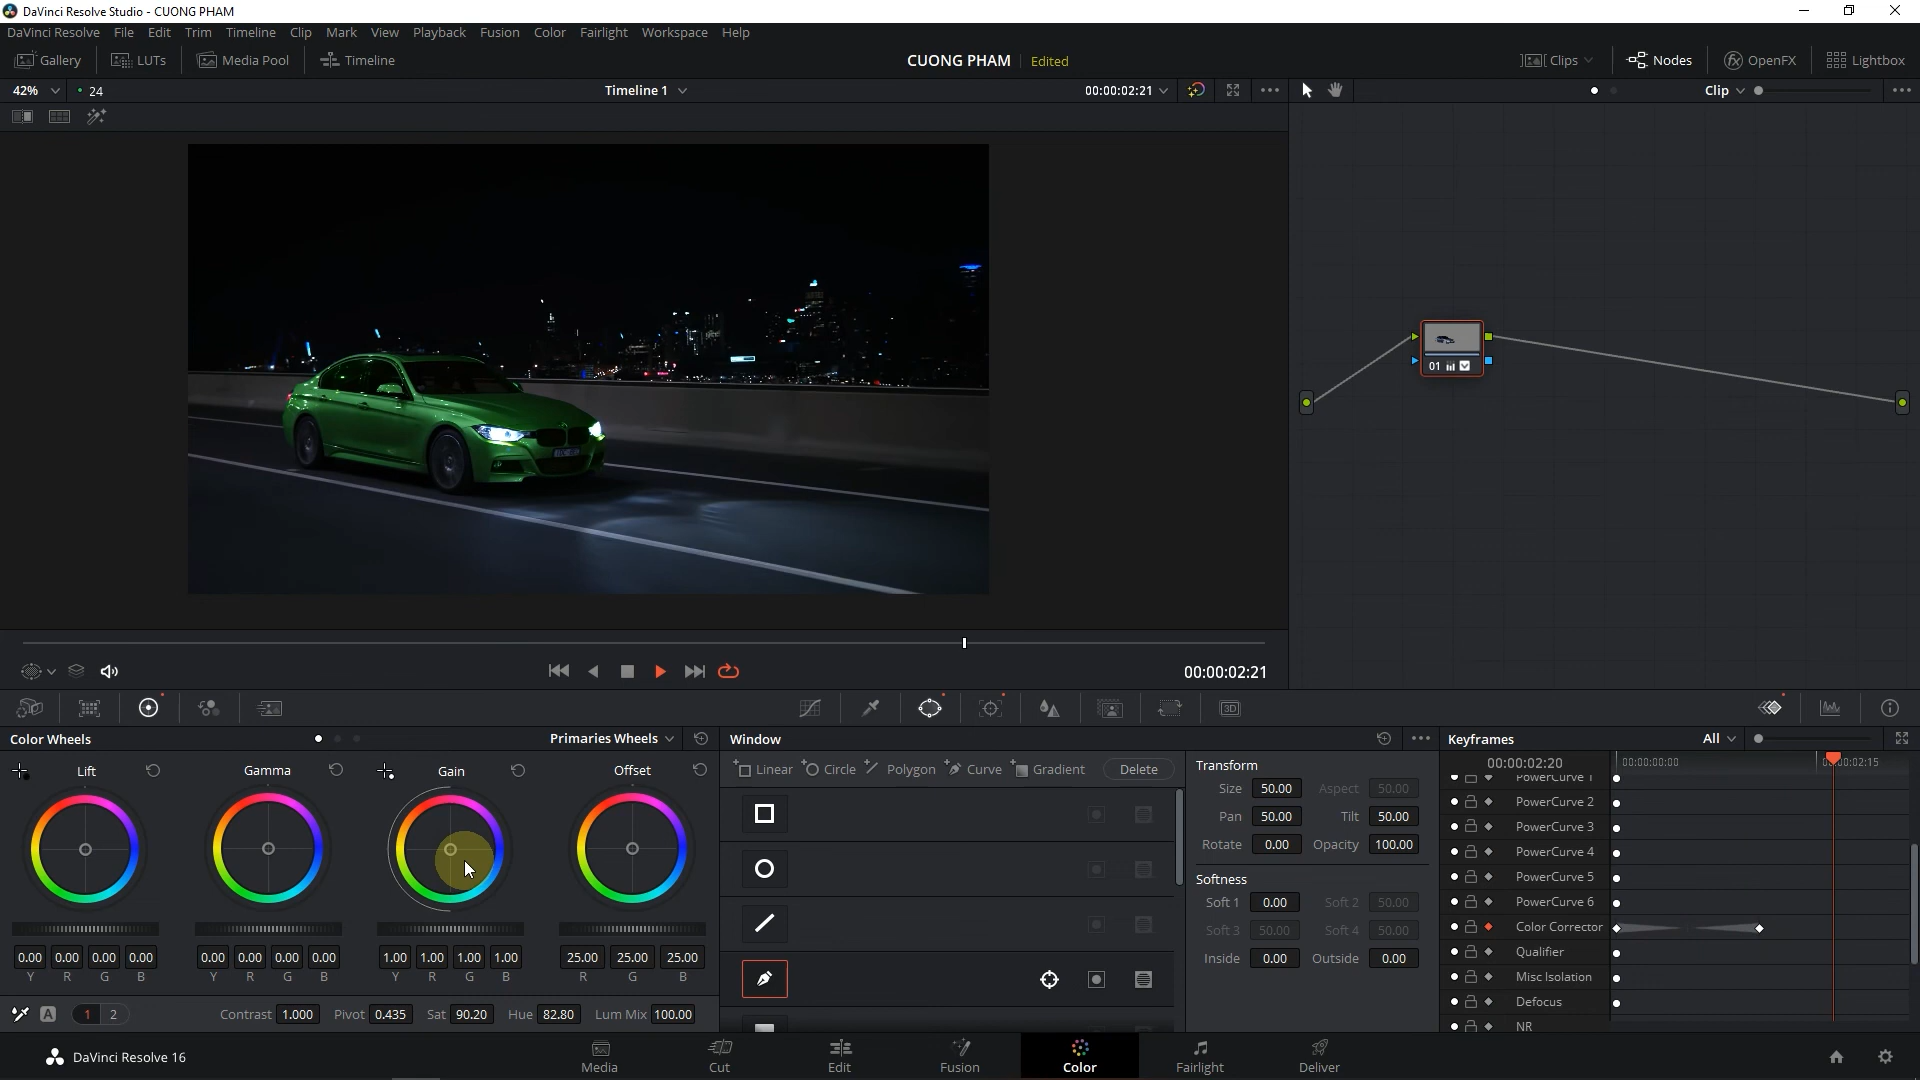 DaVinci Resolve Studio - CUONG PHAM
DaVinci Resolve File Edit Trim Timeline Clip Mark View Playback Fusion Color Fairlight Workspace Help
Gallery LUTs Media Pool Timeline CUONG PHAM Edited Clips Nodes OpenFX Lightbox
42% 24 Timeline 1 00:00:02:21 Clip
01
00:00:02:21
3D
Color Wheels Primaries Wheels Window Keyframes All
Lift Gamma Gain Offset Linear Circle Polygon Curve Gradient Delete Transform 00:00:02:20 00:00:00:00 :02:15
Size 50.00 Aspect 50.00 PowerCurve 1
Pan 50.00 Tilt 50.00 PowerCurve 2
Rotate 0.00 Opacity 100.00 PowerCurve 3
PowerCurve 4
Softness PowerCurve 5
Soft 1 0.00 Soft 2 50.00 PowerCurve 6
Soft 3 50.00 Soft 4 50.00 Color Corrector
0.00 0.00 0.00 0.00 0.00 0.00 0.00 0.00 1.00 1.00 1.00 1.00 25.00 25.00 25.00 Inside 0.00 Outside 0.00 Qualifier
Y R G B Y R G B Y R G B R G B Misc Isolation
Defocus
A 1 2 Contrast 1.000 Pivot 0.435 Sat 90.20 Hue 82.80 Lum Mix 100.00 NR
DaVinci Resolve 16 Media Cut Edit Fusion Color Fairlight Deliver